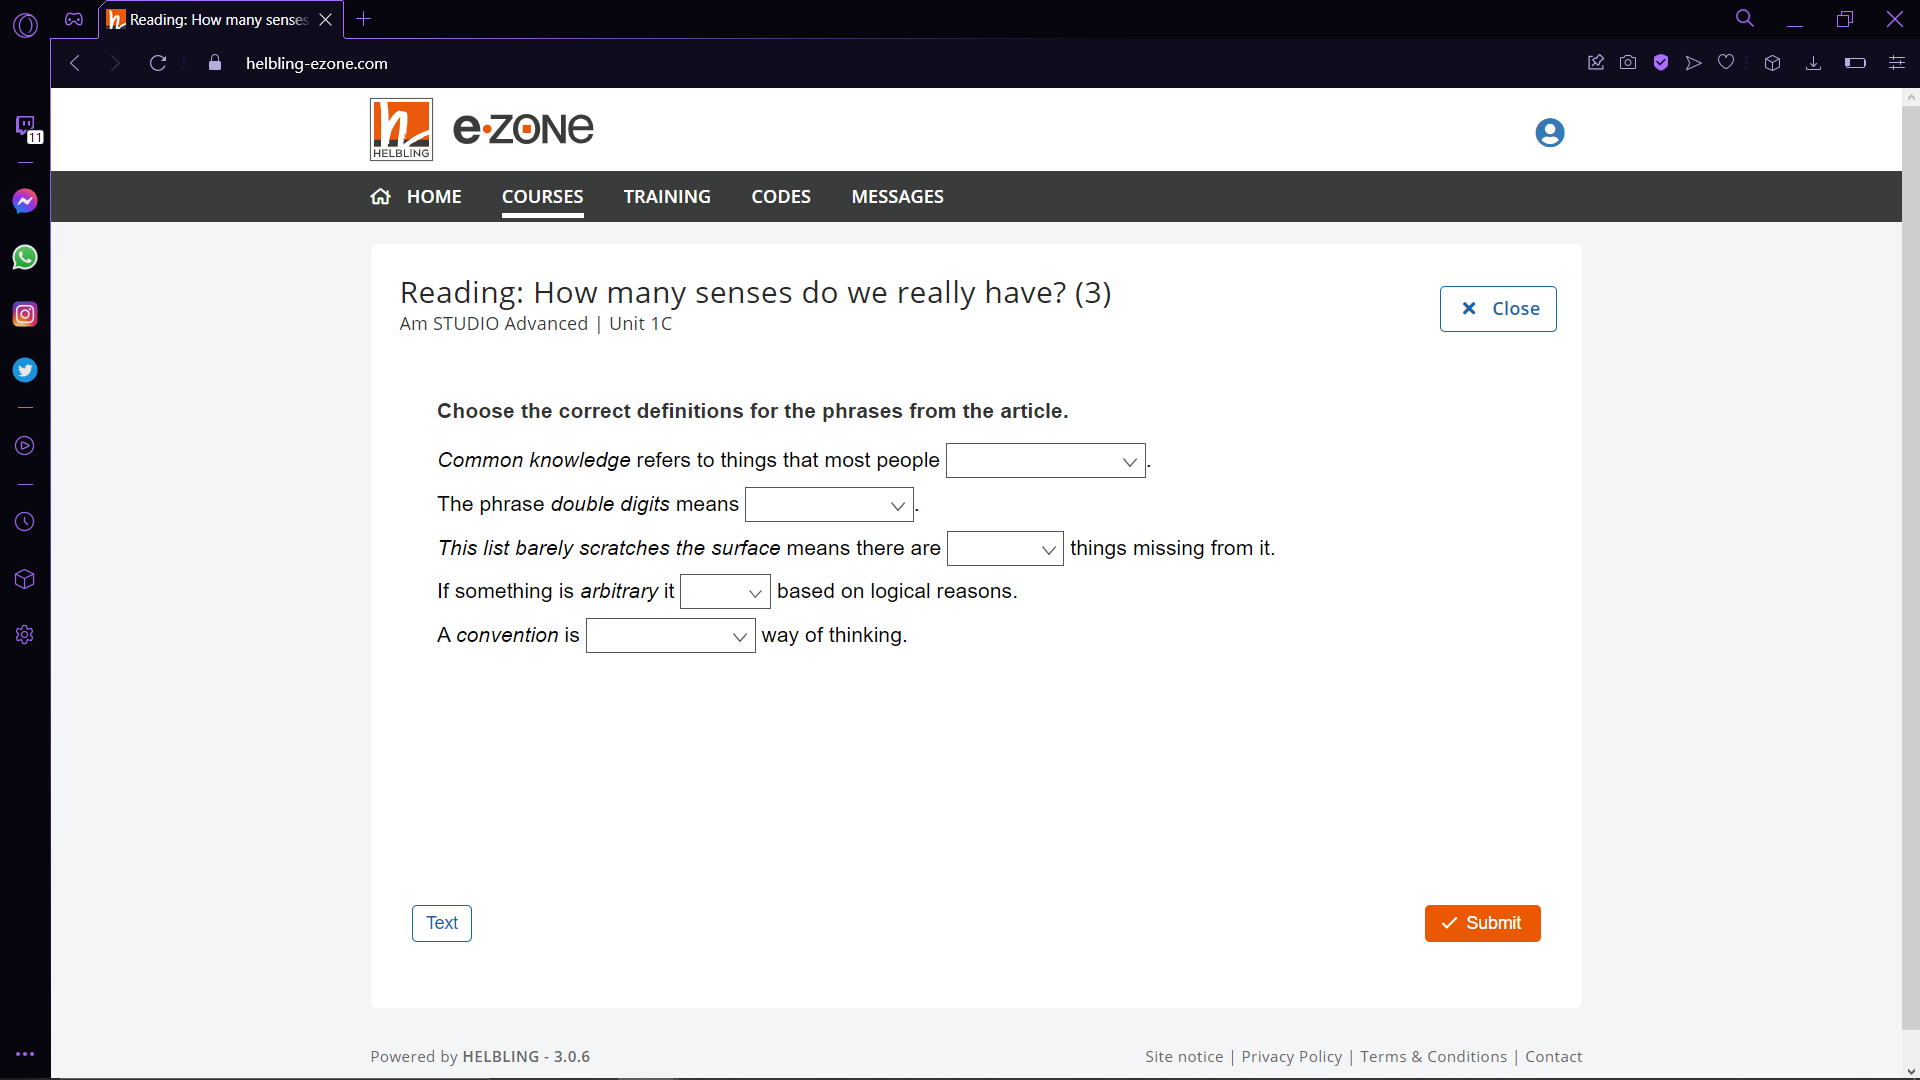 Reading: How many senses
helbling-ezone.com
11
HELBLING
e·zone
HOME COURSES TRAINING CODES MESSAGES
Reading: How many senses do we really have? (3)
Am STUDIO Advanced | Unit 1C
Close
Choose the correct definitions for the phrases from the article.
Common knowledge refers to things that most people .
The phrase double digits means .
This list barely scratches the surface means there are things missing from it.
If something is arbitrary it based on logical reasons.
A convention is way of thinking.
Text
Submit
Powered by HELBLING - 3.0.6
Site notice | Privacy Policy | Terms & Conditions | Contact